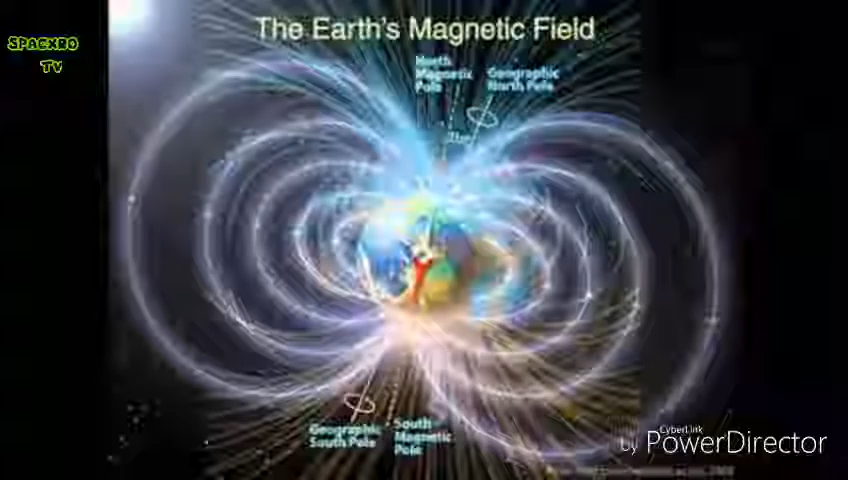 The Earth's Magnetic Field
SPACXRO
TV
North
Magnetic
Pole
Geographic
North Pole
Geographic
South Pole
South
Magnetic
Pole
CyberLink
by PowerDirector